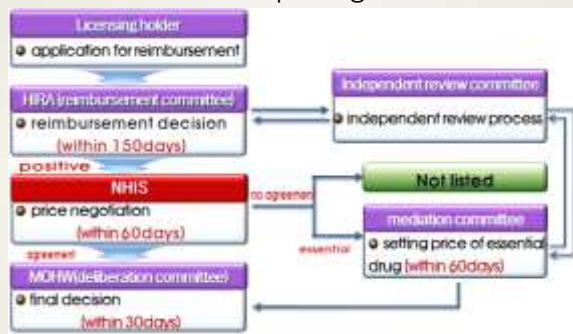 Licensing holder
application for reimbursement
HIRA (reimbursement committee)
reimbursement decision
(within 150days)
positive
NHIS
price negotiation
(within 60days)
agreement
MOHW(deliberation committee)
final decision
(within 30days)
Independent review committee
independent review process
no agreement
Not listed
essential
mediation committee
setting price of essential
drug (within 60days)